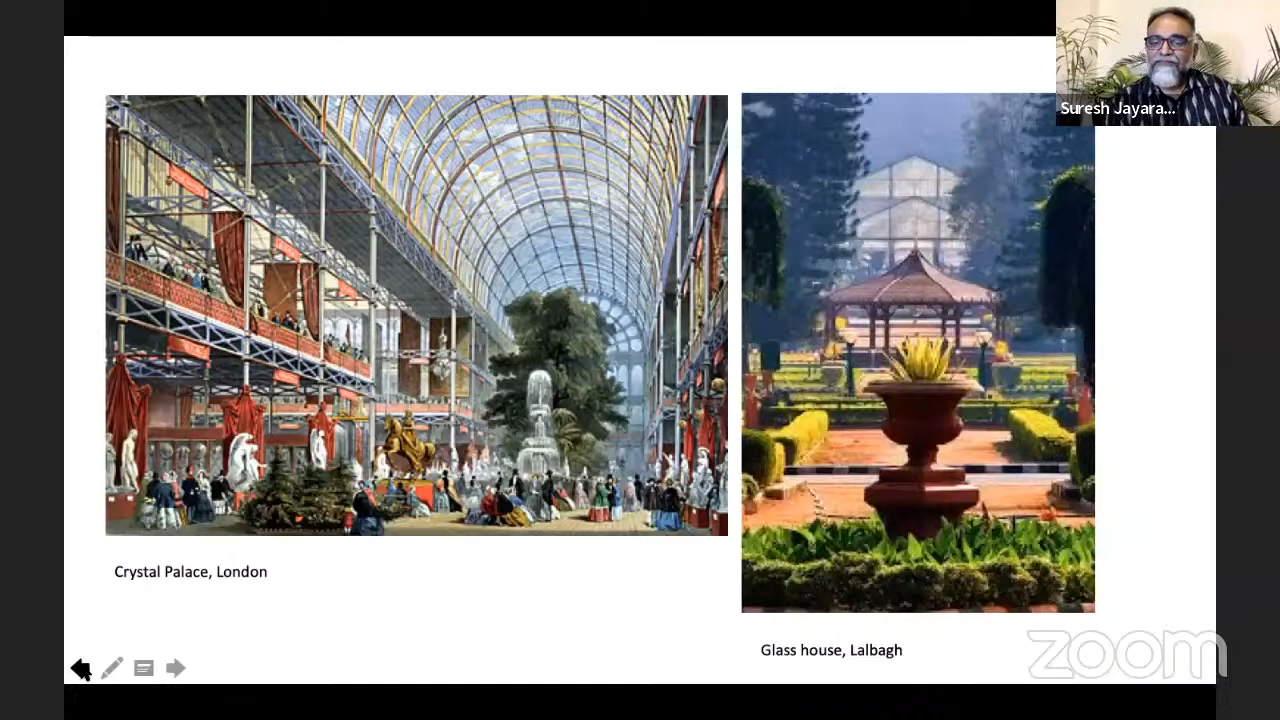 Suresh Jayara...
Crystal Palace, London
Glass house, Lalbagh
zoom